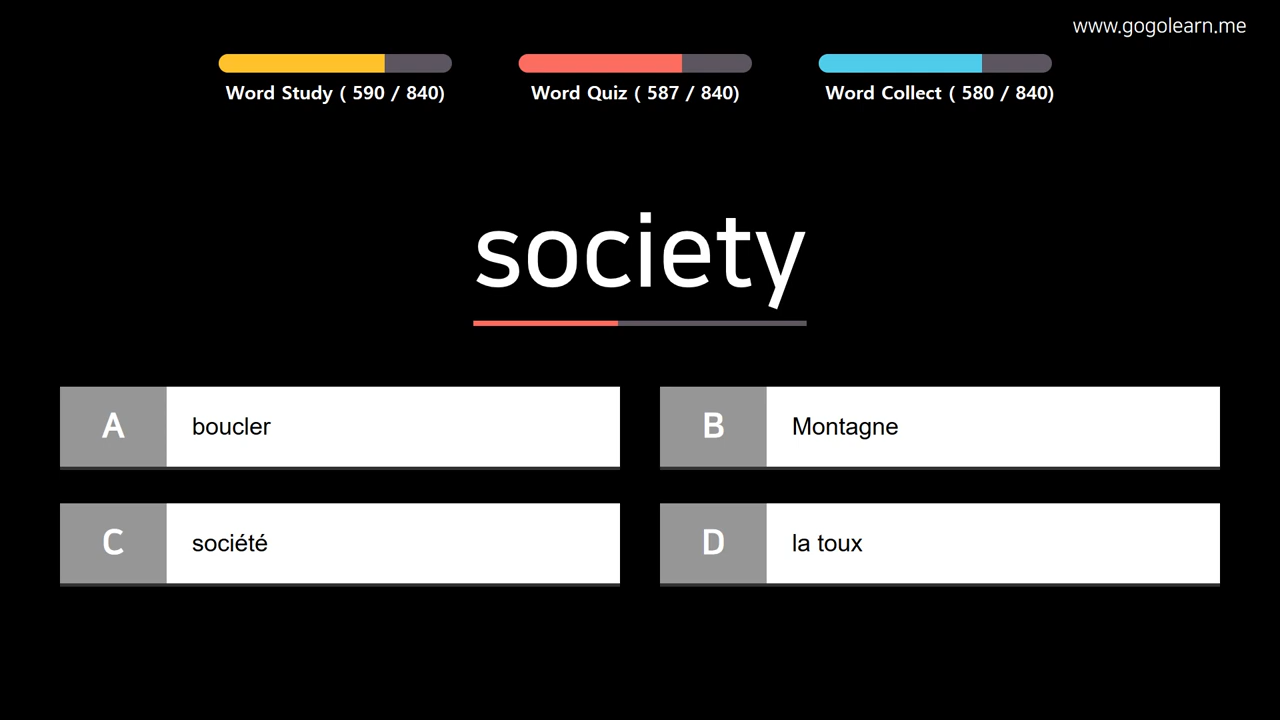 www.gogolearn.me
Word Study ( 590 / 840)
Word Quiz ( 587 / 840)
Word Collect ( 580 / 840)
society
A boucler
B Montagne
C société
D la toux